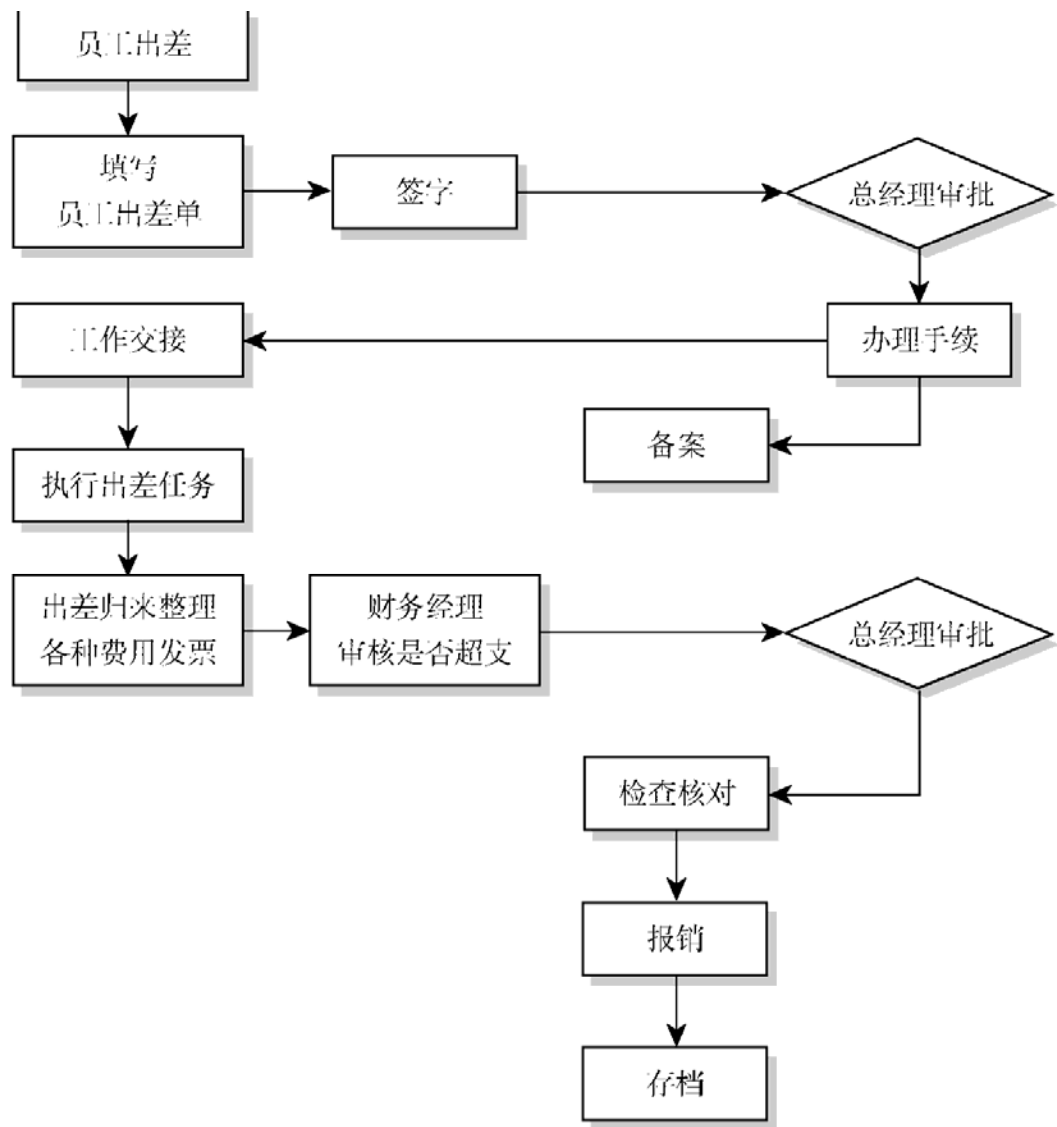 员工出差
填写
员工出差单
签字
总经理审批
工作交接
办理手续
备案
执行出差任务
出差归来整理
各种费用发票
财务经理
审核是否超支
总经理审批
检查核对
报销
存档